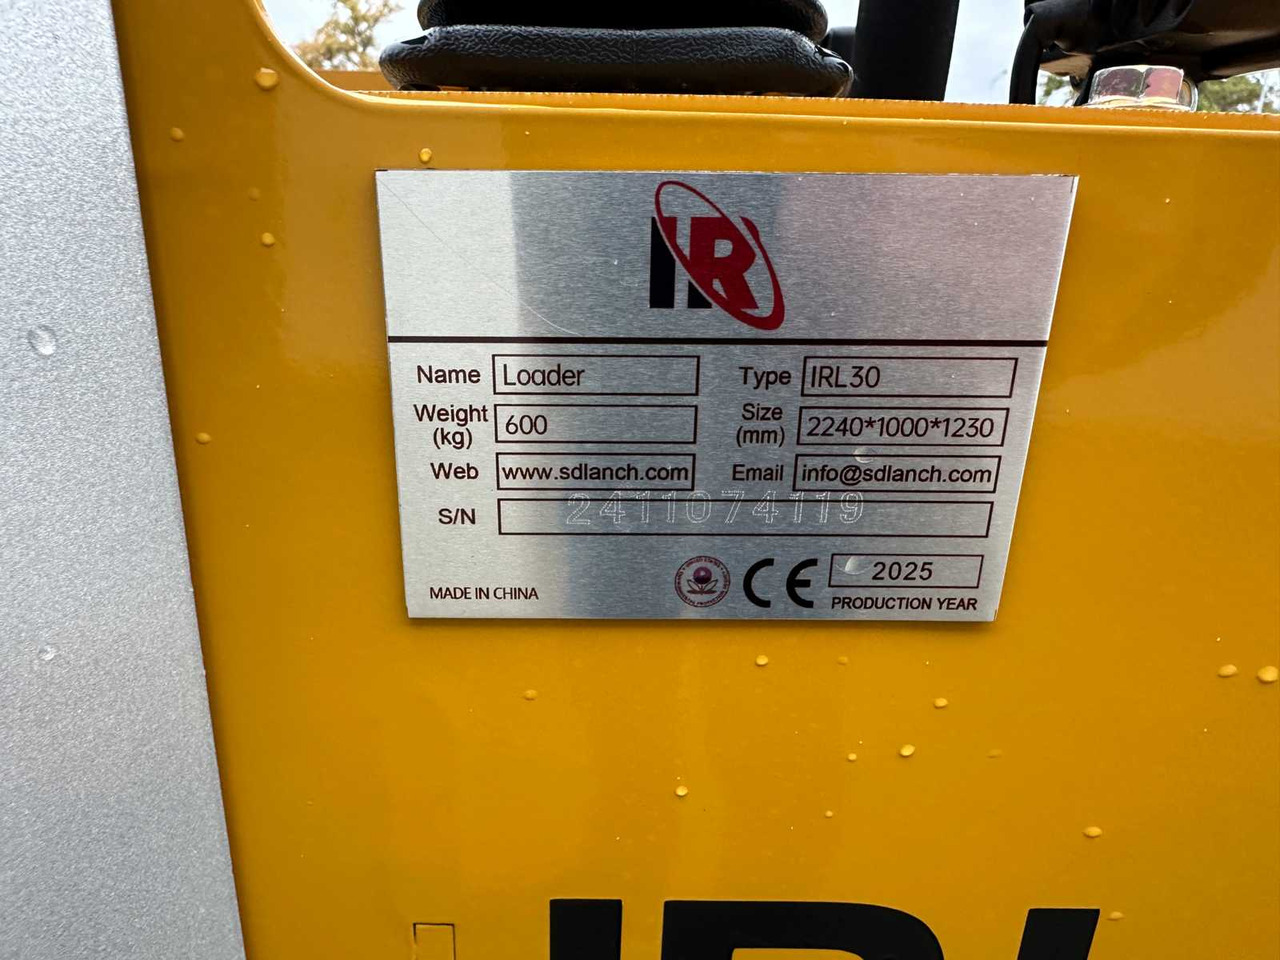 IR
Name Loader Type IRL30
Weight (kg) 600 Size (mm) 2240*1000*1230
Web www.sdlanch.com Email info@sdlanch.com
S/N 2411074119
MADE IN CHINA CE 2025
PRODUCTION YEAR
IRL